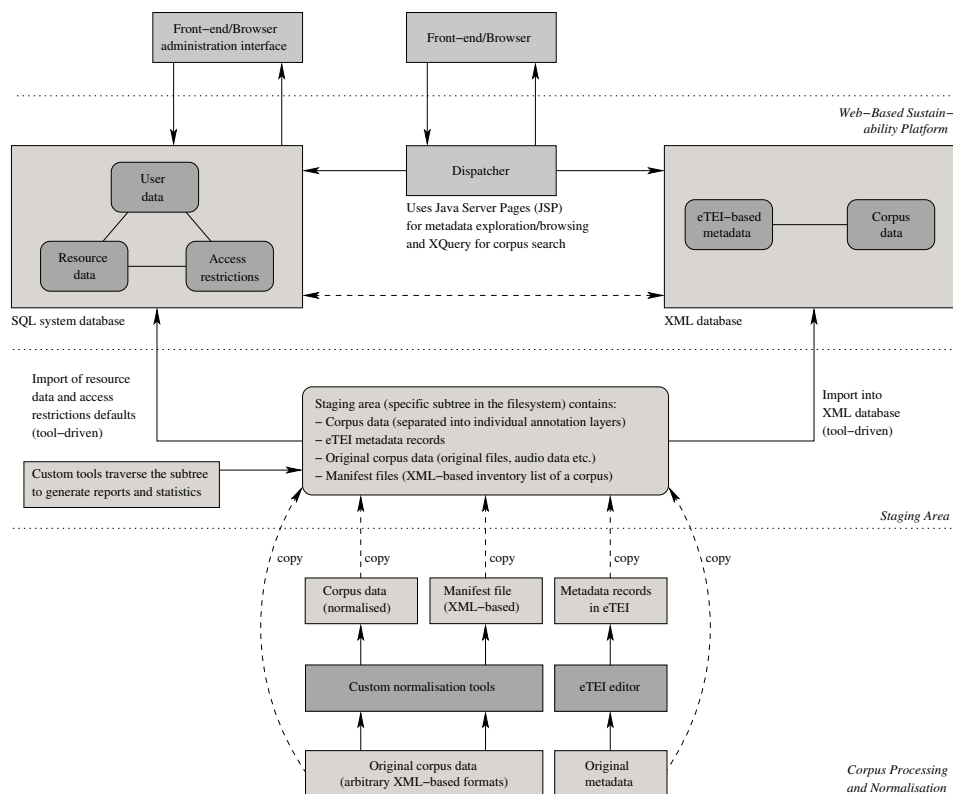 Front−end/Browser
administration interface
Front−end/Browser
Web−Based Sustain−
ability Platform
User
data
Resource
data
Access
restrictions
SQL system database
Dispatcher
Uses Java Server Pages (JSP)
for metadata exploration/browsing
and XQuery for corpus search
eTEI−based
metadata
Corpus
data
XML database
Import of resource
data and access
restrictions defaults
(tool−driven)
Staging area (specific subtree in the filesystem) contains:
− Corpus data (separated into individual annotation layers)
− eTEI metadata records
− Original corpus data (original files, audio data etc.)
− Manifest files (XML−based inventory list of a corpus)
Import into
XML database
(tool−driven)
Custom tools traverse the subtree
to generate reports and statistics
Staging Area
copy
copy
copy
copy
copy
Corpus data
(normalised)
Manifest file
(XML−based)
Metadata records
in eTEI
Custom normalisation tools
eTEI editor
Original corpus data
(arbitrary XML−based formats)
Original
metadata
Corpus Processing
and Normalisation